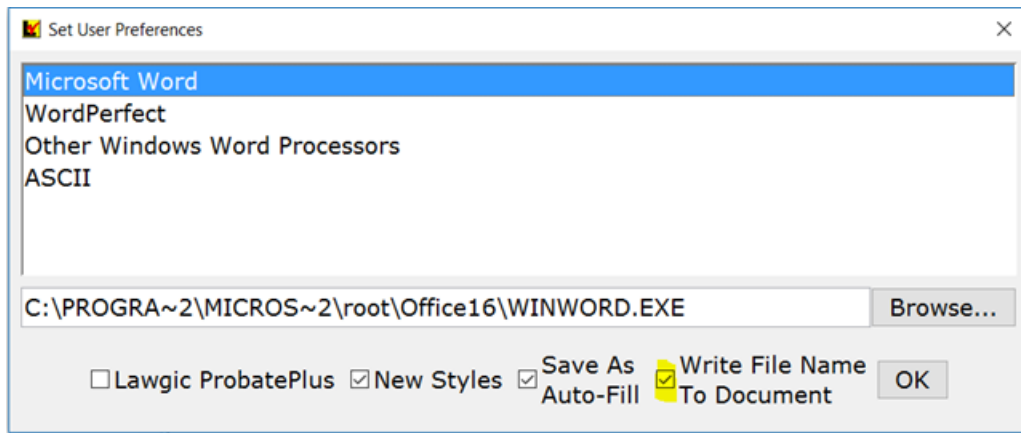 Set User Preferences
Microsoft Word
WordPerfect
Other Windows Word Processors
ASCII
C:\PROGRA~2\MICROS~2\root\Office16\WINWORD.EXE
Browse...
Lawgic ProbatePlus
New Styles
Save As
Auto-Fill
Write File Name
To Document
OK